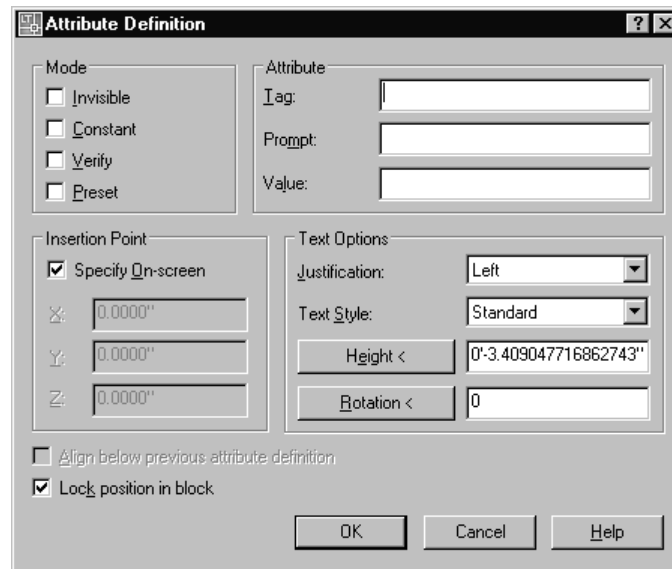 LT Attribute Definition ? X
Mode
Invisible
Constant
Verify
Preset
Attribute
Tag:
Prompt:
Value:
Insertion Point
Specify On-screen
X: 0.0000"
Y: 0.0000"
Z: 0.0000"
Text Options
Justification: Left
Text Style: Standard
Height < 0'-3.409047716862743"
Rotation < 0
Align below previous attribute definition
Lock position in block
OK Cancel Help